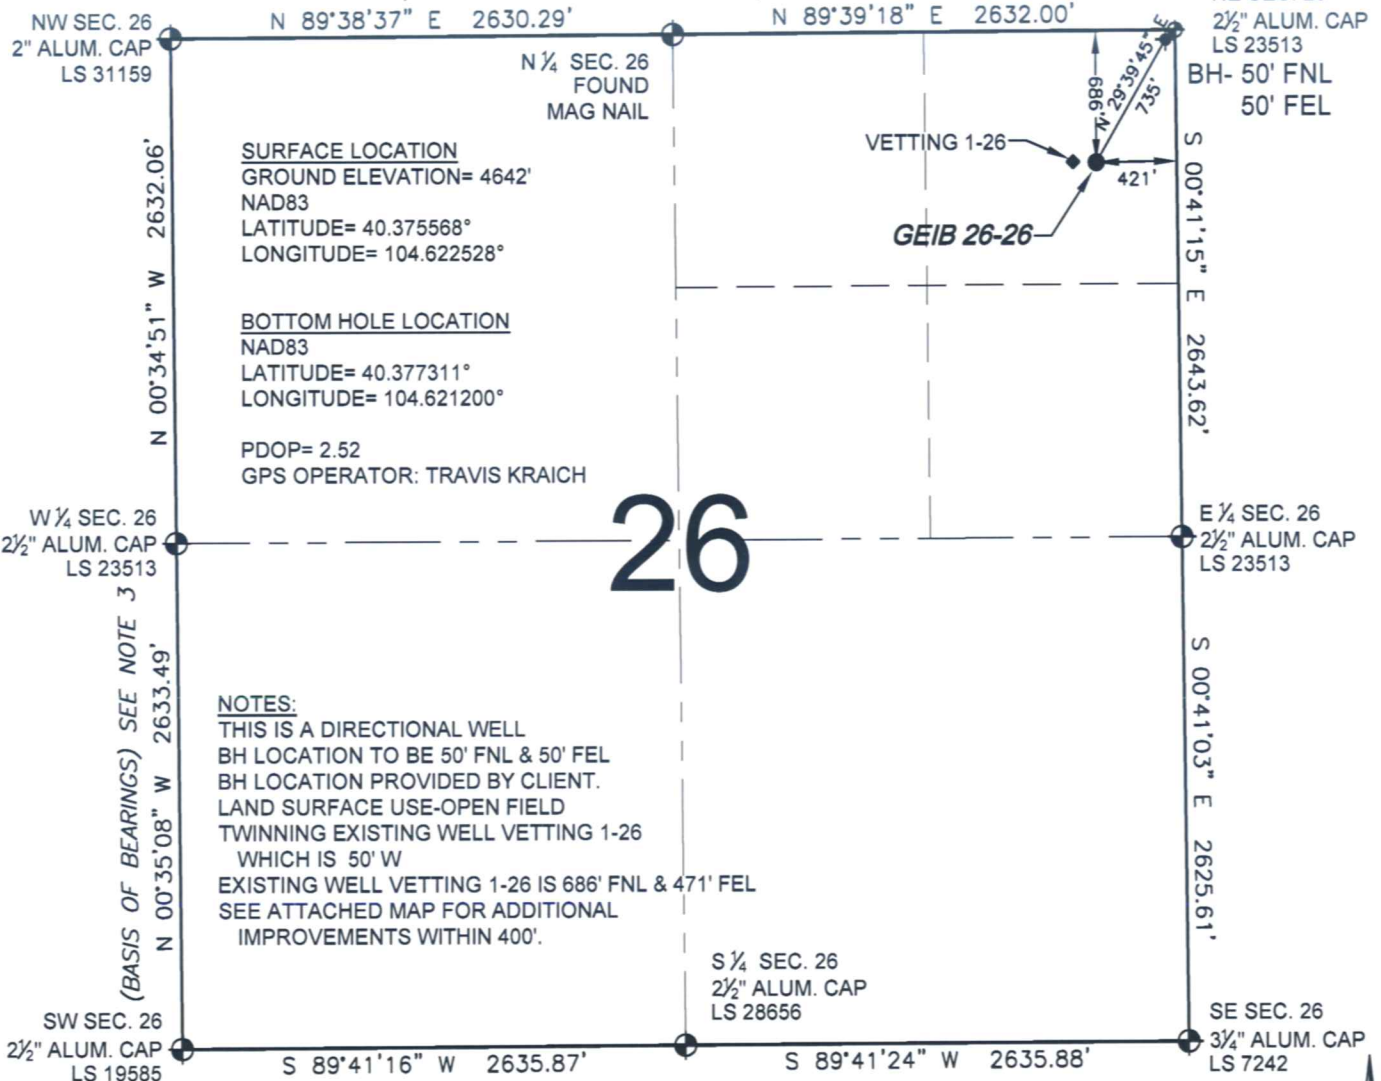 N 89°38'37" E 2630.29'
N 89°39'18" E 2632.00'
NW SEC. 26
2" ALUM. CAP
LS 31159
N ¼ SEC. 26
FOUND
MAG NAIL
2½" ALUM. CAP
LS 23513
BH- 50' FNL
50' FEL
686'
N 29°39'45" E
735'
VETTING 1-26
421'
GEIB 26-26
SURFACE LOCATION
GROUND ELEVATION= 4642'
NAD83
LATITUDE= 40.375568°
LONGITUDE= 104.622528°
BOTTOM HOLE LOCATION
NAD83
LATITUDE= 40.377311°
LONGITUDE= 104.621200°
PDOP= 2.52
GPS OPERATOR: TRAVIS KRAICH
N 00°34'51" W 2632.06'
S 00°41'15" E 2643.62'
W ¼ SEC. 26
2½" ALUM. CAP
LS 23513
26
E ¼ SEC. 26
2½" ALUM. CAP
LS 23513
(BASIS OF BEARINGS) SEE NOTE 3
N 00°35'08" W 2633.49'
S 00°41'03" E 2625.61'
NOTES:
THIS IS A DIRECTIONAL WELL
BH LOCATION TO BE 50' FNL & 50' FEL
BH LOCATION PROVIDED BY CLIENT.
LAND SURFACE USE-OPEN FIELD
TWINNING EXISTING WELL VETTING 1-26
WHICH IS 50' W
EXISTING WELL VETTING 1-26 IS 686' FNL & 471' FEL
SEE ATTACHED MAP FOR ADDITIONAL
IMPROVEMENTS WITHIN 400'.
S ¼ SEC. 26
2½" ALUM. CAP
LS 28656
SW SEC. 26
2½" ALUM. CAP
LS 19585
SE SEC. 26
3¼" ALUM. CAP
LS 7242
S 89°41'16" W 2635.87'
S 89°41'24" W 2635.88'